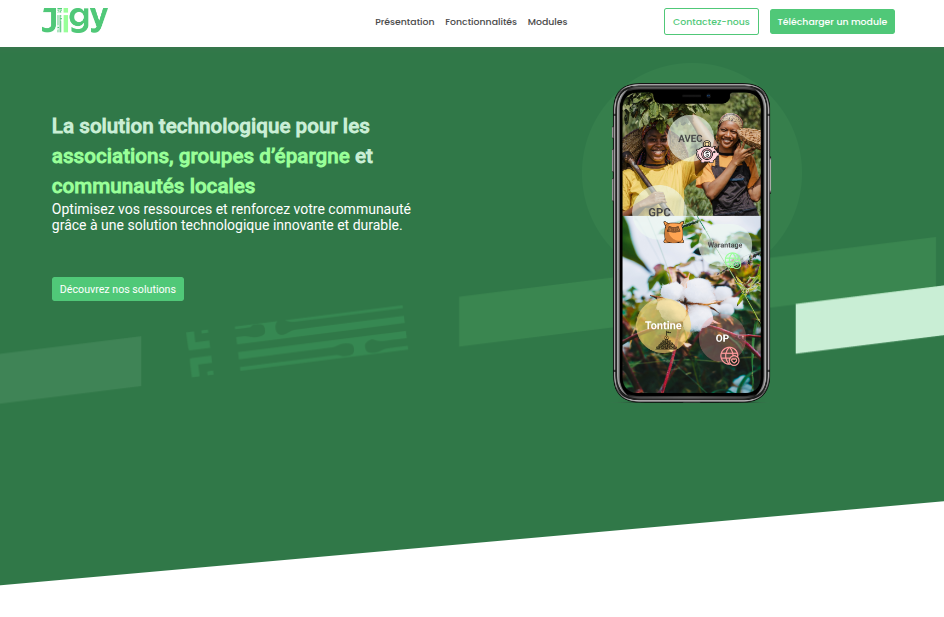 Jiigy
Présentation Fonctionnalités Modules
Contactez-nous
Télécharger un module
La solution technologique pour les
associations, groupes d’épargne et
communautés locales
Optimisez vos ressources et renforcez votre communauté
grâce à une solution technologique innovante et durable.
Découvrez nos solutions
AVEC
GPC
Warantage
Tontine
OP